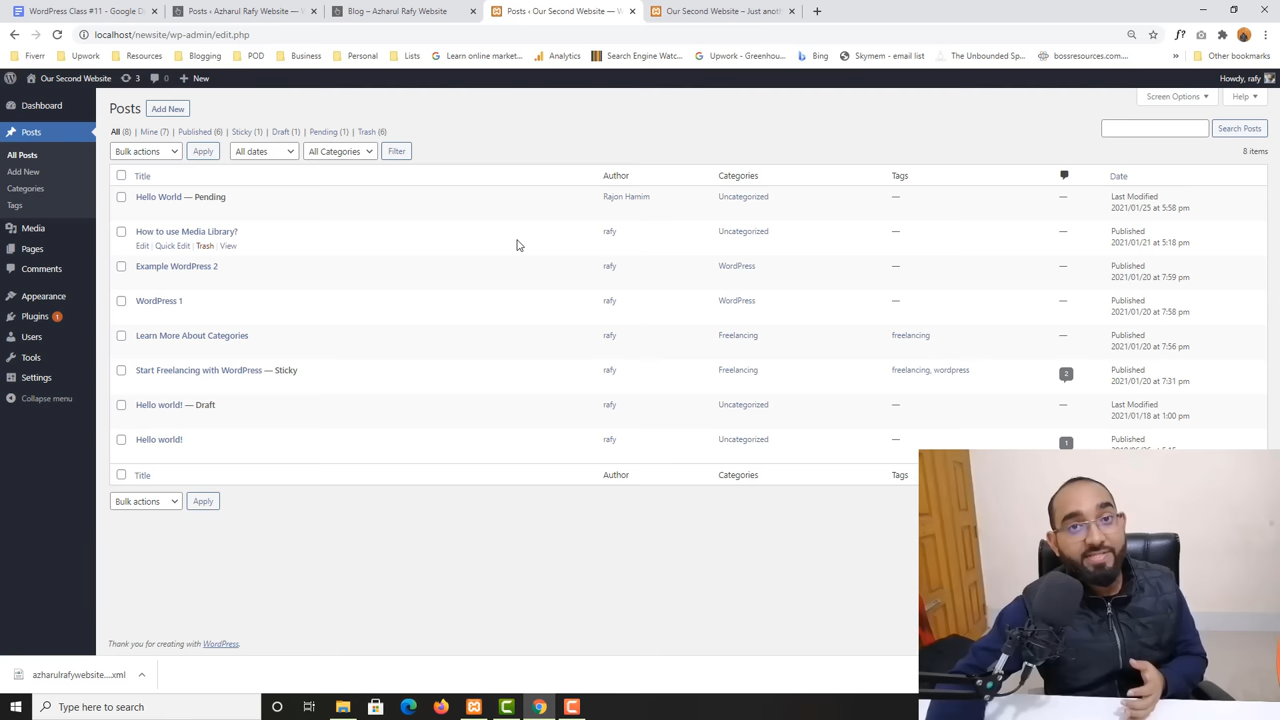 WordPress Class #11 - Google D
Posts ‹ Azharul Rafy Website — W
Blog – Azharul Rafy Website
Posts ‹ Our Second Website — W
Our Second Website – Just anoth
localhost/newsite/wp-admin/edit.php
Fiverr
Upwork
Resources
Blogging
POD
Business
Personal
Lists
Learn online market...
Analytics
Search Engine Watc...
Upwork - Greenhou...
Bing
Skymem - email list
The Unbounded Sp...
bossresources.com...
»
Other bookmarks
Our Second Website
3
0
+ New
Howdy, rafy
Dashboard
Posts
All Posts
Add New
Categories
Tags
Media
Pages
Comments
Appearance
Plugins 1
Users
Tools
Settings
Collapse menu
Posts
Add New
Screen Options
Help
All (8) | Mine (7) | Published (6) | Sticky (1) | Draft (1) | Pending (1) | Trash (6)
Search Posts
Bulk actions
Apply
All dates
All Categories
Filter
8 items
Title
Author
Categories
Tags
Date
Hello World — Pending
Rajon Hamim
Uncategorized
—
—
Last Modified
2021/01/25 at 5:58 pm
How to use Media Library?
Edit | Quick Edit | Trash | View
rafy
Uncategorized
—
—
Published
2021/01/21 at 5:18 pm
Example WordPress 2
rafy
WordPress
—
—
Published
2021/01/20 at 7:59 pm
WordPress 1
rafy
WordPress
—
—
Published
2021/01/20 at 7:58 pm
Learn More About Categories
rafy
Freelancing
freelancing
—
Published
2021/01/20 at 7:56 pm
Start Freelancing with WordPress — Sticky
rafy
Freelancing
freelancing, wordpress
2
Published
2021/01/20 at 7:31 pm
Hello world! — Draft
rafy
Uncategorized
—
—
Last Modified
2021/01/18 at 1:00 pm
Hello world!
rafy
Uncategorized
—
1
Published
Title
Author
Categories
Tags
Bulk actions
Apply
Thank you for creating with WordPress.
azharulrafywebsite....xml
Type here to search